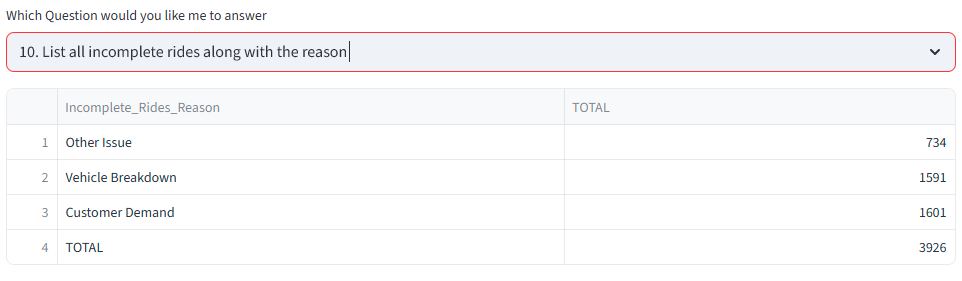 Which Question would you like me to answer
10. List all incomplete rides along with the reason
Incomplete_Rides_Reason TOTAL
1 Other Issue 734
2 Vehicle Breakdown 1591
3 Customer Demand 1601
4 TOTAL 3926